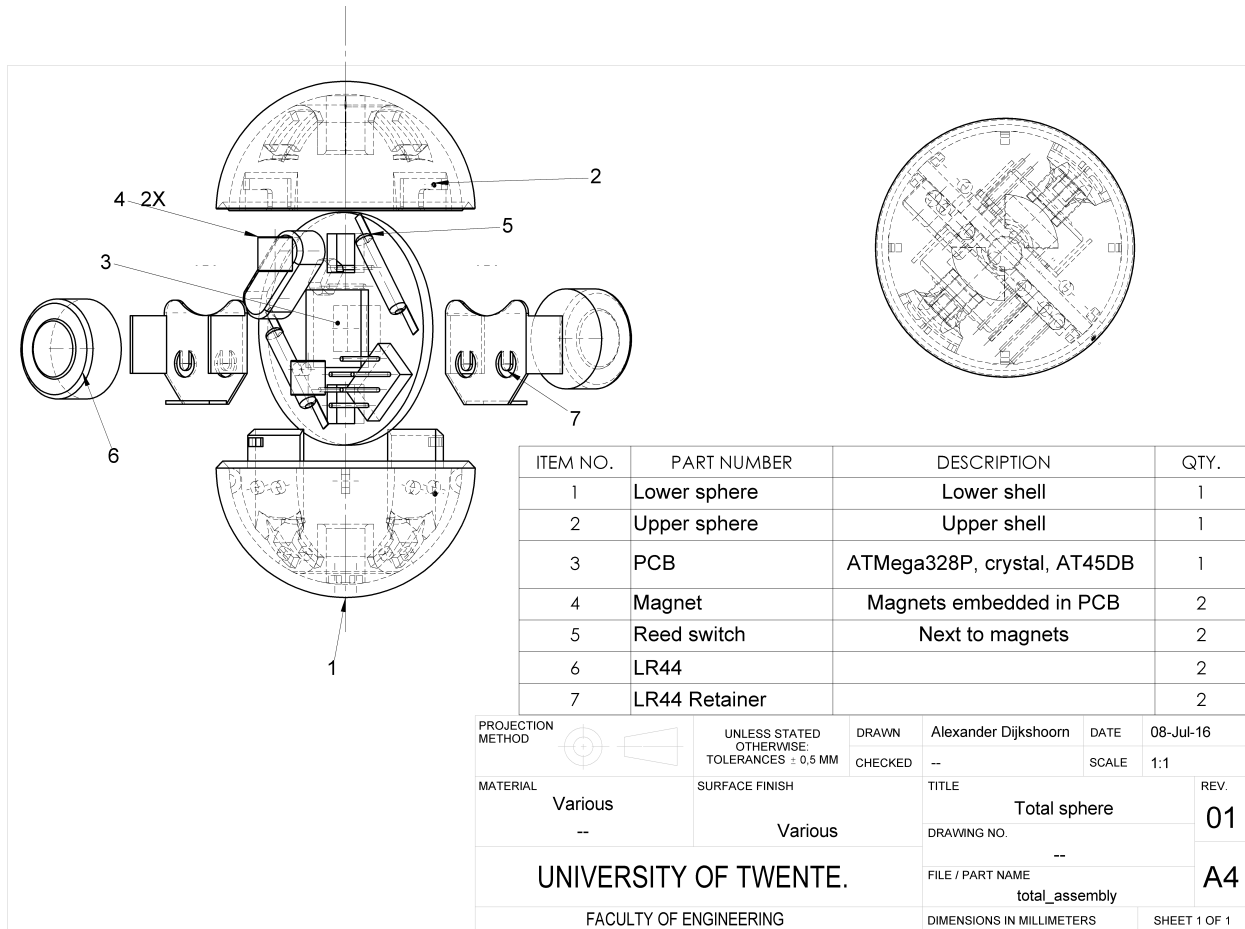 2
4 2X
5
3
7
6
1
ITEM NO. PART NUMBER DESCRIPTION QTY.
1 Lower sphere Lower shell 1
2 Upper sphere Upper shell 1
3 PCB ATMega328P, crystal, AT45DB 1
4 Magnet Magnets embedded in PCB 2
5 Reed switch Next to magnets 2
6 LR44 2
7 LR44 Retainer 2
PROJECTION
METHOD
UNLESS STATED
OTHERWISE:
TOLERANCES ± 0,5 MM
DRAWN Alexander Dijkshoorn DATE 08-Jul-16
CHECKED -- SCALE 1:1
MATERIAL
Various
--
SURFACE FINISH
Various
TITLE
Total sphere
REV.
01
DRAWING NO.
--
UNIVERSITY OF TWENTE.
FILE / PART NAME
total_assembly
A4
FACULTY OF ENGINEERING
DIMENSIONS IN MILLIMETERS
SHEET 1 OF 1